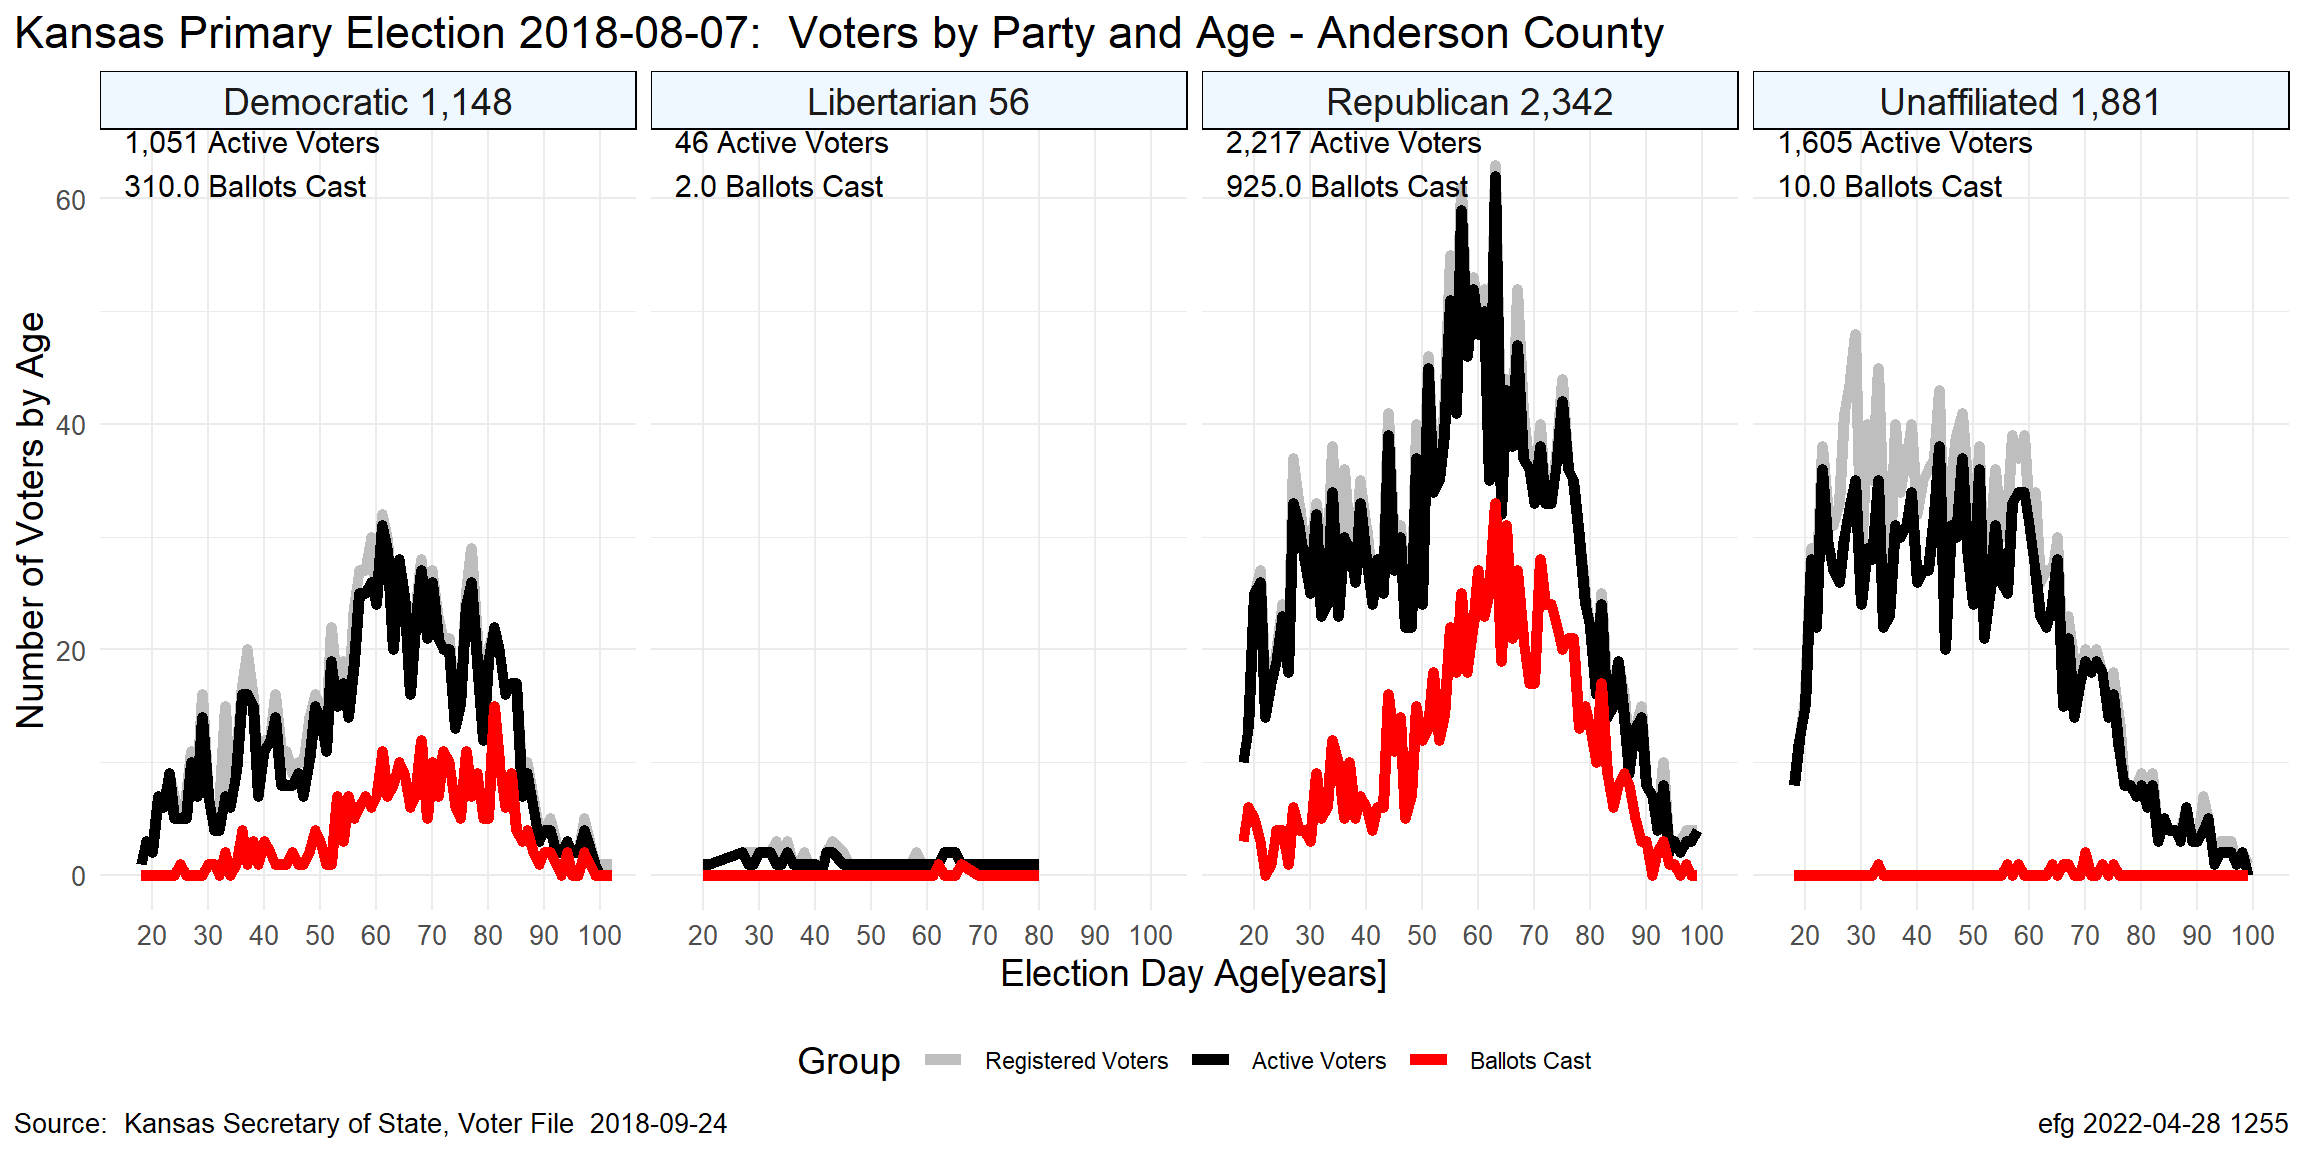 Kansas Primary Election 2018-08-07:  Voters by Party and Age - Anderson County
Democratic 1,148
Libertarian 56
Republican 2,342
Unaffiliated 1,881
1,051 Active Voters
310.0 Ballots Cast
46 Active Voters
2.0 Ballots Cast
2,217 Active Voters
925.0 Ballots Cast
1,605 Active Voters
10.0 Ballots Cast
Number of Voters by Age
60
40
20
0
20 30 40 50 60 70 80 90 100
20 30 40 50 60 70 80 90 100
20 30 40 50 60 70 80 90 100
20 30 40 50 60 70 80 90 100
Election Day Age[years]
Group Registered Voters Active Voters Ballots Cast
Source:  Kansas Secretary of State, Voter File  2018-09-24
efg 2022-04-28 1255